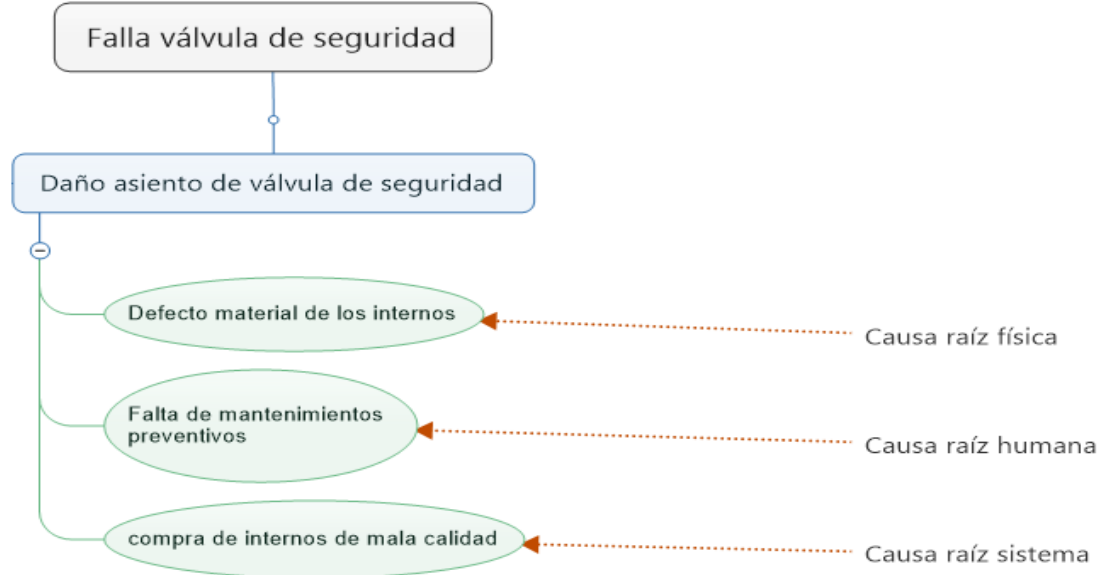 Falla válvula de seguridad
Daño asiento de válvula de seguridad
Defecto material de los internos
Causa raíz física
Falta de mantenimientos
preventivos
Causa raíz humana
compra de internos de mala calidad
Causa raíz sistema